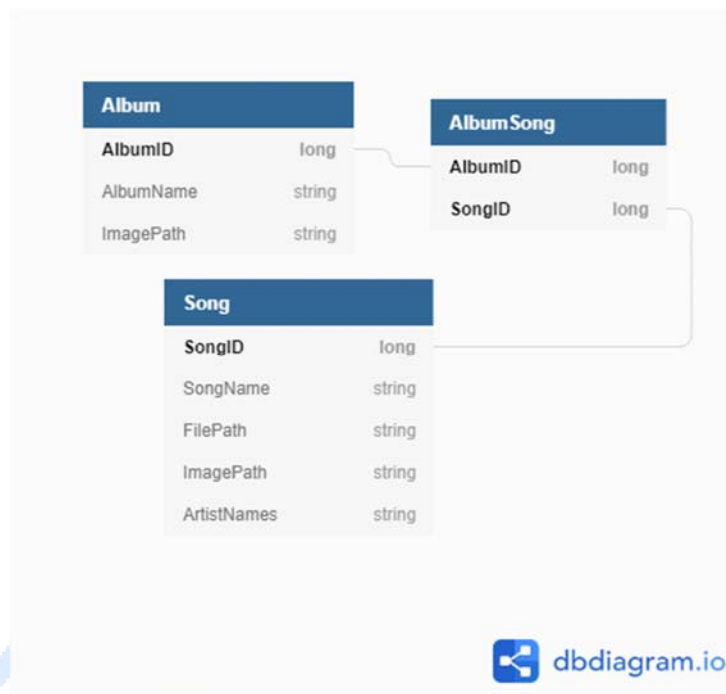 Album
AlbumID long
AlbumName string
ImagePath string
AlbumSong
AlbumID long
SongID long
Song
SongID long
SongName string
FilePath string
ImagePath string
ArtistNames string
dbdiagram.io